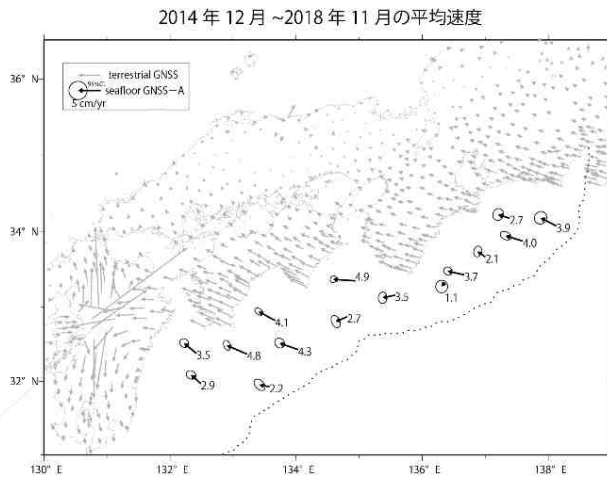 2014 年 12 月 ~2018 年 11 月の平均速度
36° N
terrestrial GNSS
95%CL
seafloor GNSS－A
5 cm/yr
34° N
2.7
3.9
4.0
2.1
3.7
4.9
1.1
3.5
4.1
2.7
3.5
4.8
4.3
32° N
2.9
2.2
130° E
132° E
134° E
136° E
138° E